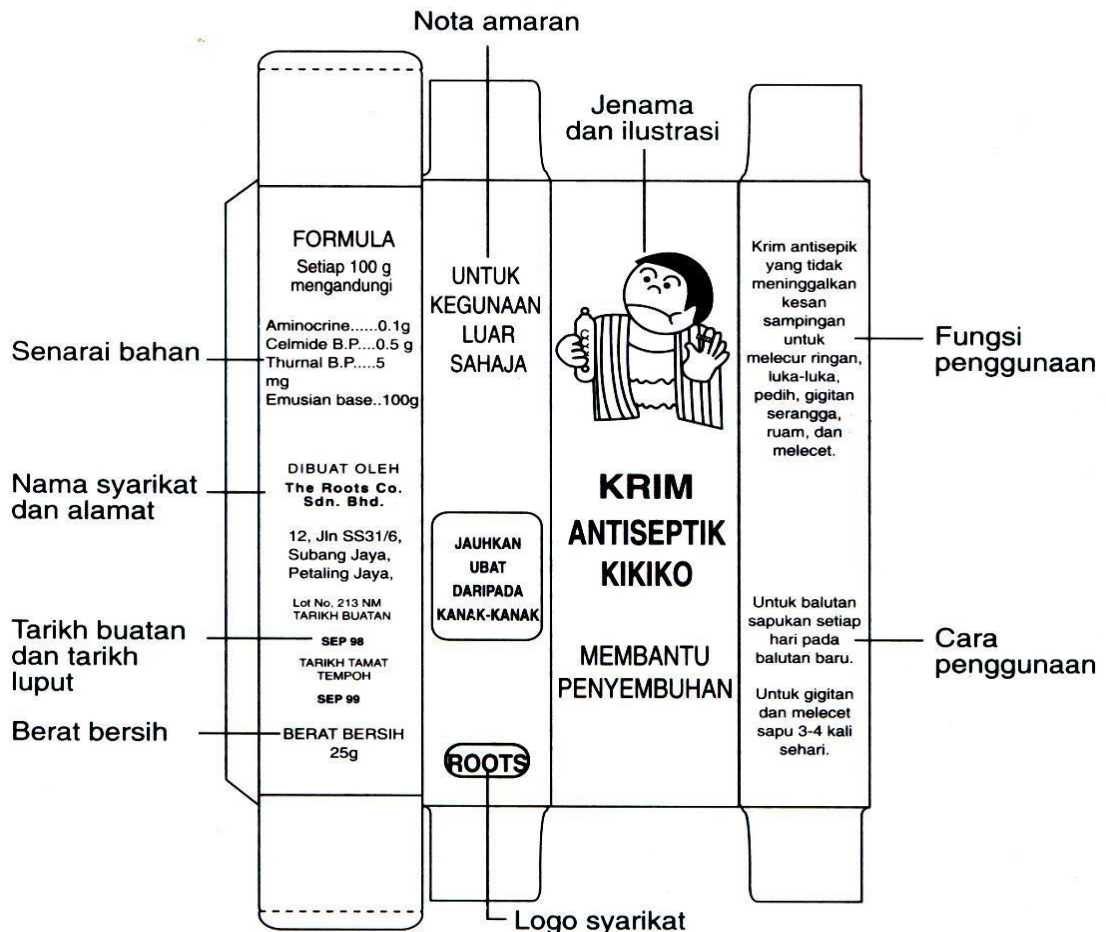 Nota amaran
Jenama
dan ilustrasi
Senarai bahan
Nama syarikat
dan alamat
Tarikh buatan
dan tarikh
luput
Berat bersih
FORMULA
Setiap 100 g
mengandungi
Aminocrine......0.1g
Celmide B.P....0.5 g
Thurnal B.P.....5
mg
Emusian base..100g
DIBUAT OLEH
The Roots Co.
Sdn. Bhd.
12, Jln SS31/6,
Subang Jaya,
Petaling Jaya,
Lot No. 213 NM
TARIKH BUATAN
SEP 98
TARIKH TAMAT
TEMPOH
SEP 99
BERAT BERSIH
25g
UNTUK
KEGUNAAN
LUAR
SAHAJA
JAUHKAN
UBAT
DARIPADA
KANAK-KANAK
ROOTS
KRIM
ANTISEPTIK
KIKIKO
MEMBANTU
PENYEMBUHAN
Krim antisepik
yang tidak
meninggalkan
kesan
sampingan
untuk
melecur ringan,
luka-luka,
pedih, gigitan
serangga,
ruam, dan
melecet.
Untuk balutan
sapukan setiap
hari pada
balutan baru.
Untuk gigitan
dan melecet
sapu 3-4 kali
sehari.
Fungsi
penggunaan
Cara
penggunaan
Logo syarikat